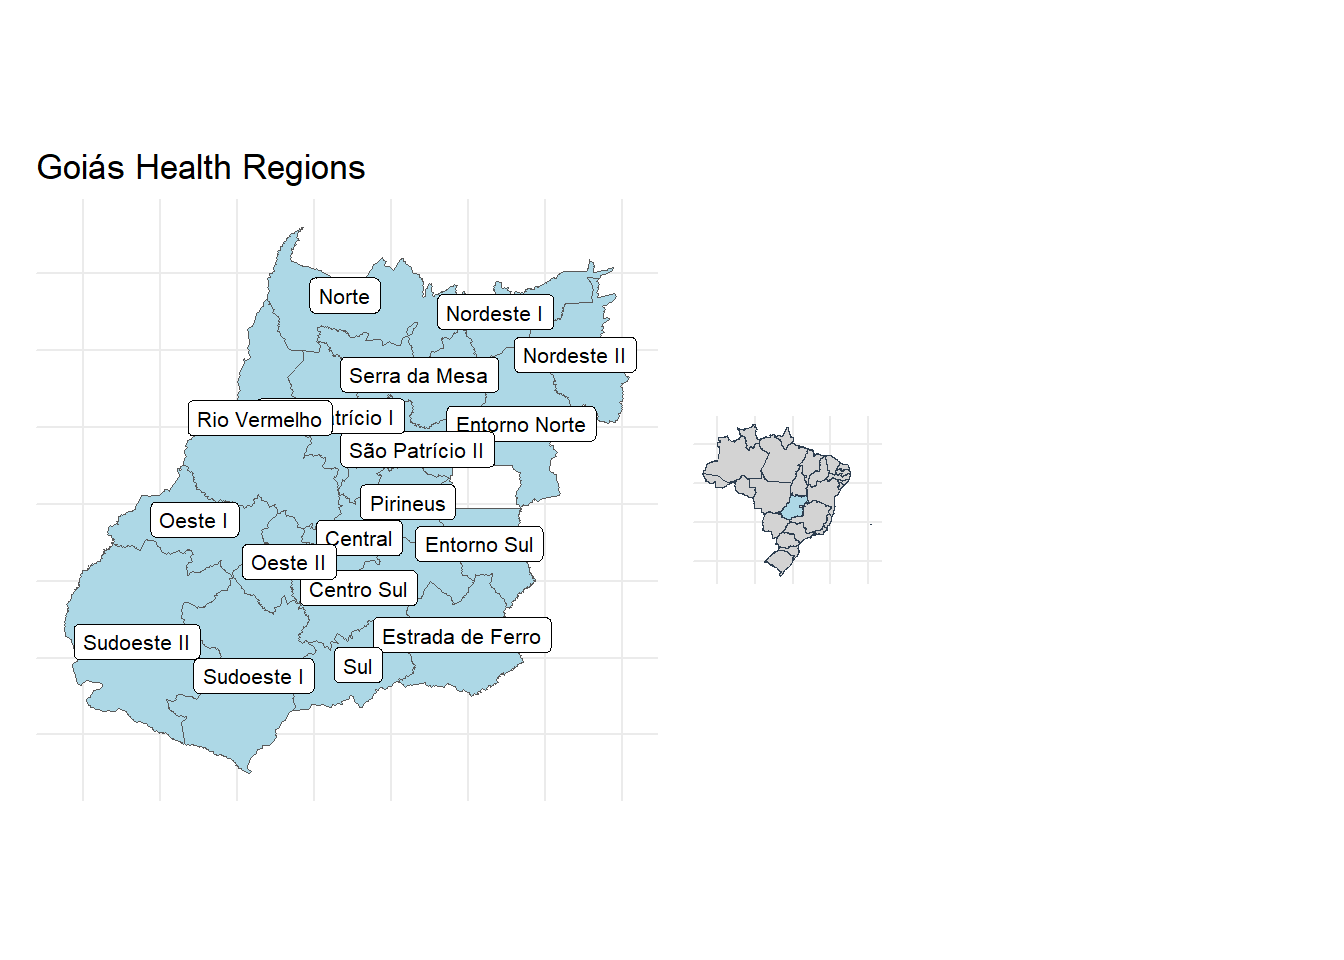 Goiás Health Regions
Norte
Nordeste I
Nordeste II
Serra da Mesa
Rio Vermelho
trício I
Entorno Norte
São Patrício II
Pirineus
Oeste I
Central
Entorno Sul
Oeste II
Centro Sul
Estrada de Ferro
Sudoeste II
Sul
Sudoeste I